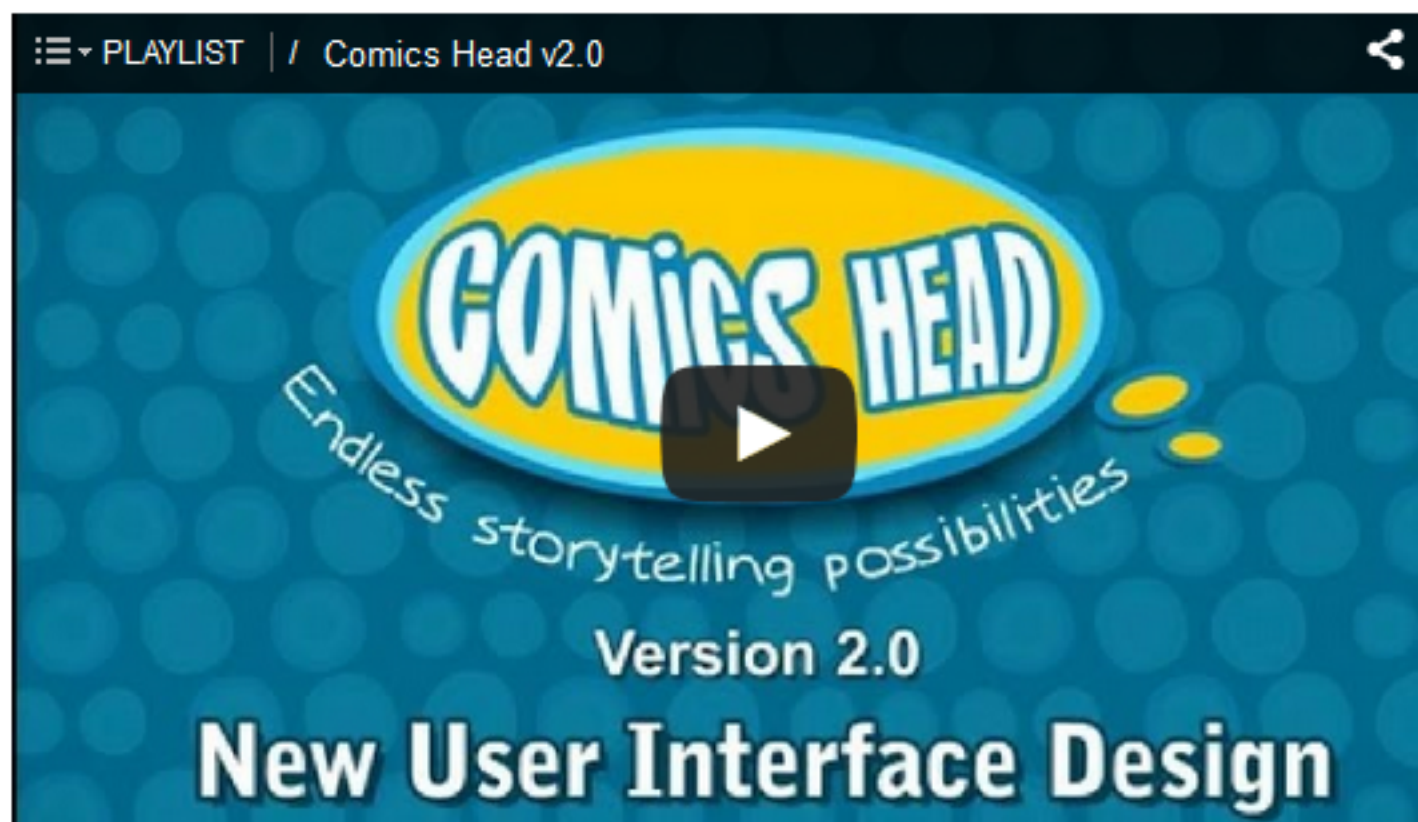 PLAYLIST / Comics Head v2.0
COMiCS HEAD
Endless storytelling possibilities
Version 2.0
New User Interface Design